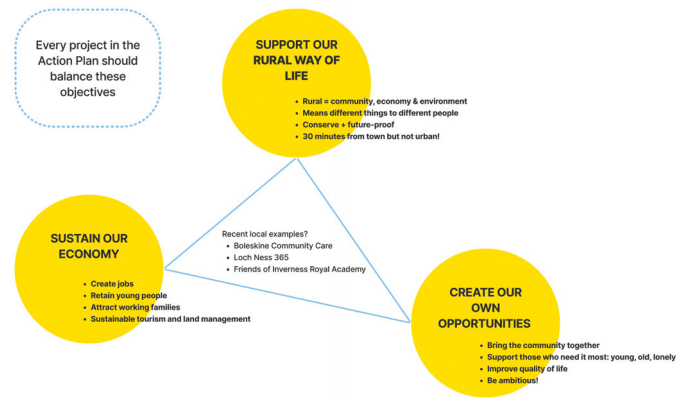 Every project in the
Action Plan should
balance these
objectives
SUPPORT OUR
RURAL WAY OF
LIFE
• Rural = community, economy & environment
• Means different things to different people
• Conserve + future-proof
• 30 minutes from town but not urban!
Recent local examples?
• Boleskine Community Care
• Loch Ness 365
• Friends of Inverness Royal Academy
SUSTAIN OUR
ECONOMY
• Create jobs
• Retain young people
• Attract working families
• Sustainable tourism and land management
CREATE OUR
OWN
OPPORTUNITIES
• Bring the community together
• Support those who need it most: young, old, lonely
• Improve quality of life
• Be ambitious!